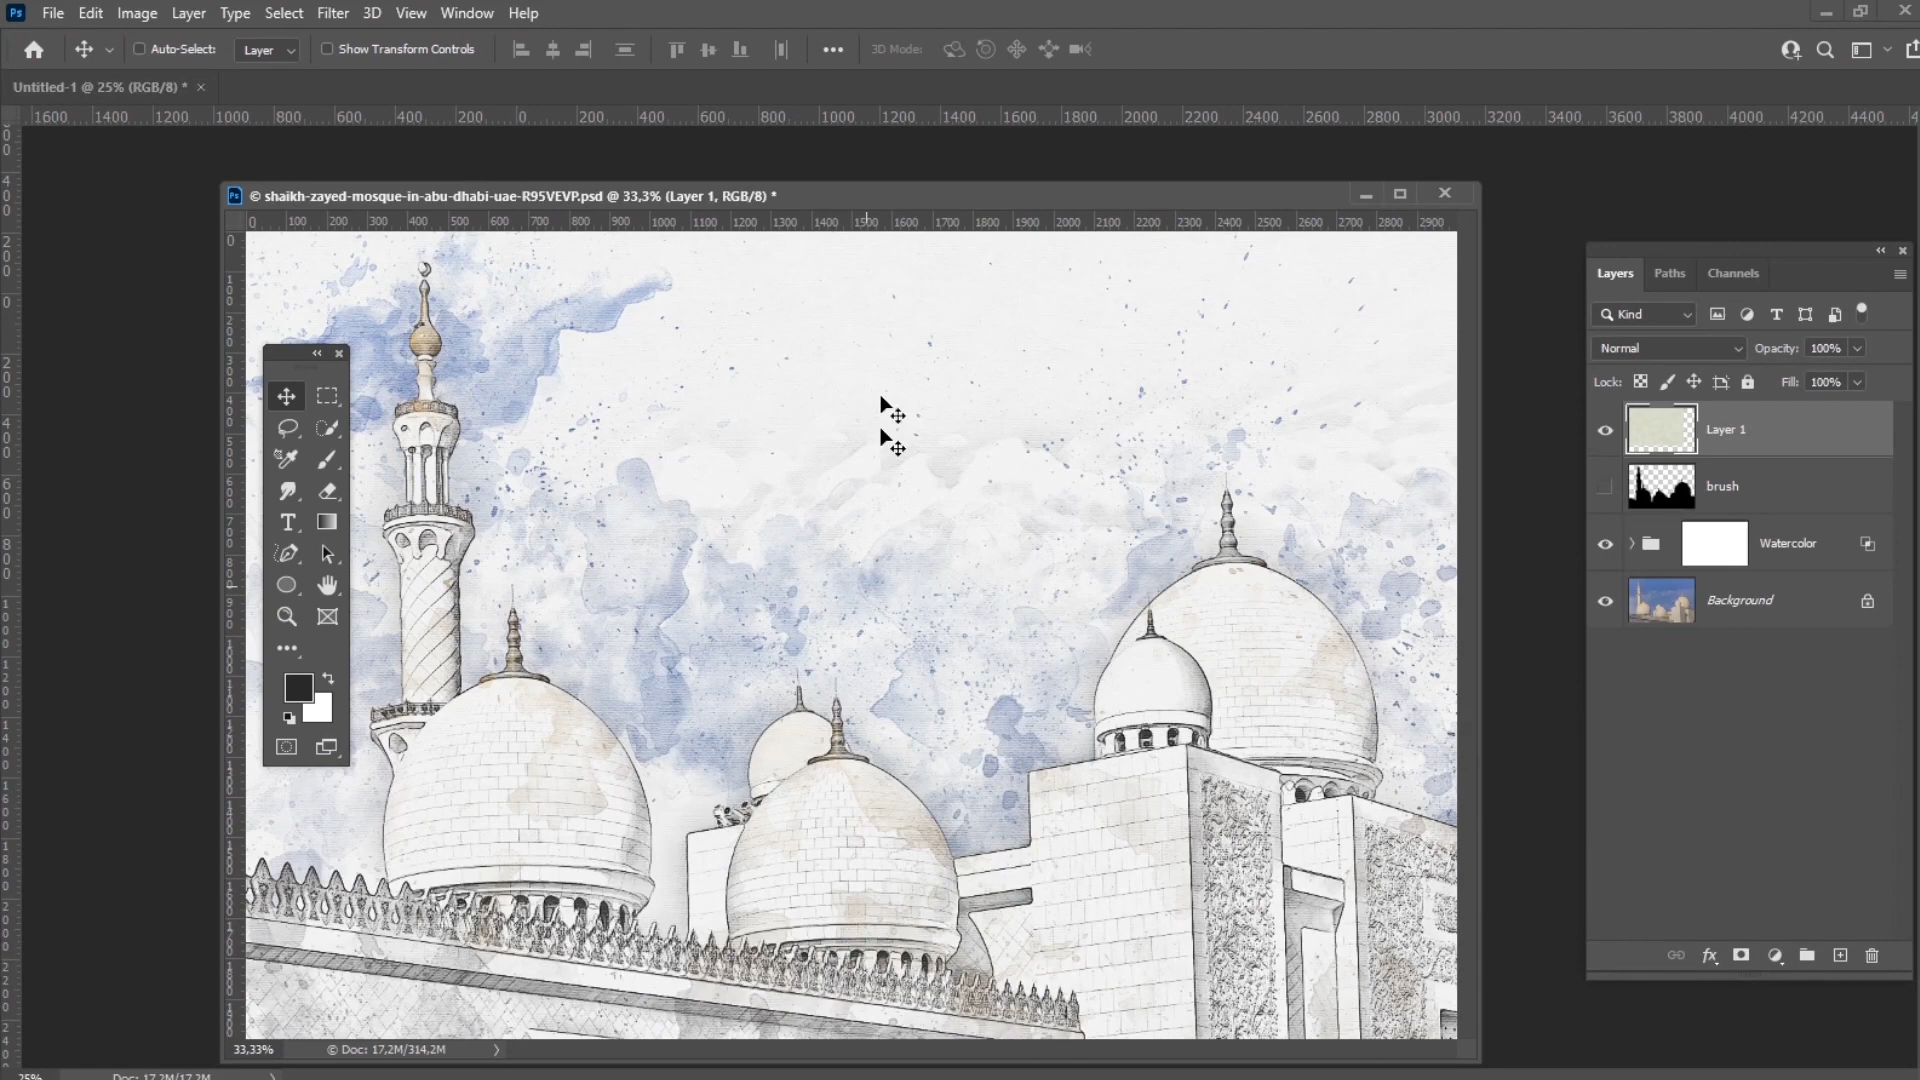 Ps File Edit Image Layer Type Select Filter 3D View Window Help
Auto-Select: Layer Show Transform Controls 3D Mode:
Untitled-1 @ 25% (RGB/8) *
1600 1400 1200 1000 800 600 400 200 0 200 400 600 800 1000 1200 1400 1600 1800 2000 2200 2400 2600 2800 3000 3200 3400 3600 3800 4000 4200 4400
Ps © shaikh-zayed-mosque-in-abu-dhabi-uae-R95VEVP.psd @ 33,3% (Layer 1, RGB/8) *
0 100 200 300 400 500 600 700 800 900 1000 1100 1200 1300 1400 1500 1600 1700 1800 1900 2000 2100 2200 2300 2400 2500 2600 2700 2800 2900
Layers Paths Channels
Kind
Normal Opacity: 100%
Lock: Fill: 100%
Layer 1
brush
Watercolor
Background
33,33% © Doc: 17,2M/314,2M
25% Doc: 17,2M/17,2M